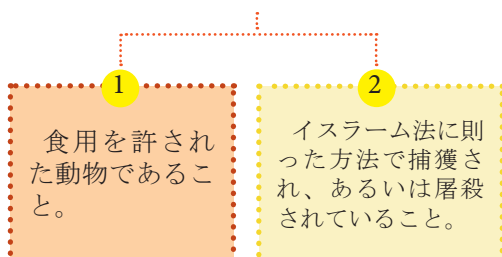 1
食用を許され
た動物であるこ
と。
2
イスラーム法に則
った方法で捕獲さ
れ、あるいは屠殺
されていること。